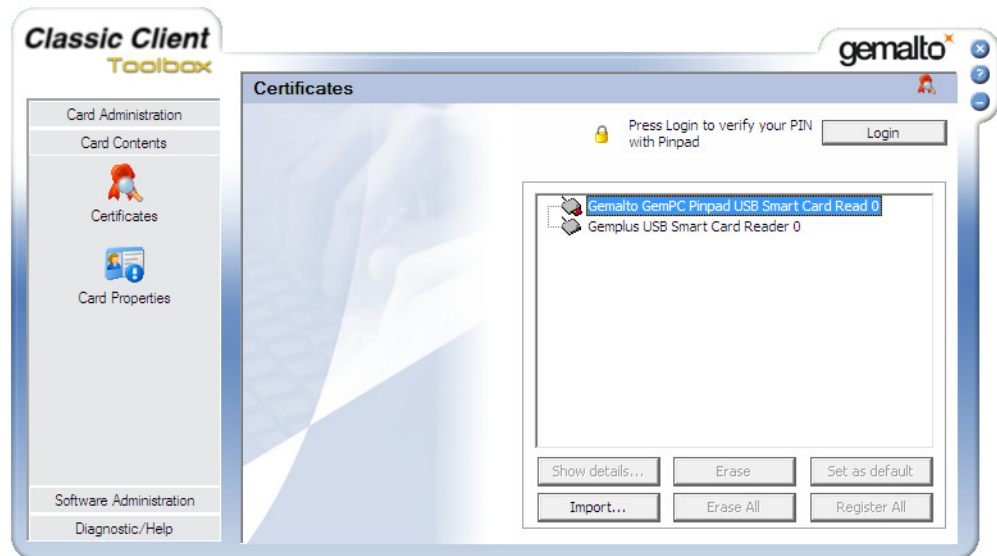 Classic Client
Toolbox
gemalto
Certificates
Card Administration
Card Contents
Certificates
Card Properties
Software Administration
Diagnostic/Help
Press Login to verify your PIN
with Pinpad
Login
Gemalto GemPC Pinpad USB Smart Card Read 0
Gemplus USB Smart Card Reader 0
Show details...
Erase
Set as default
Import...
Erase All
Register All